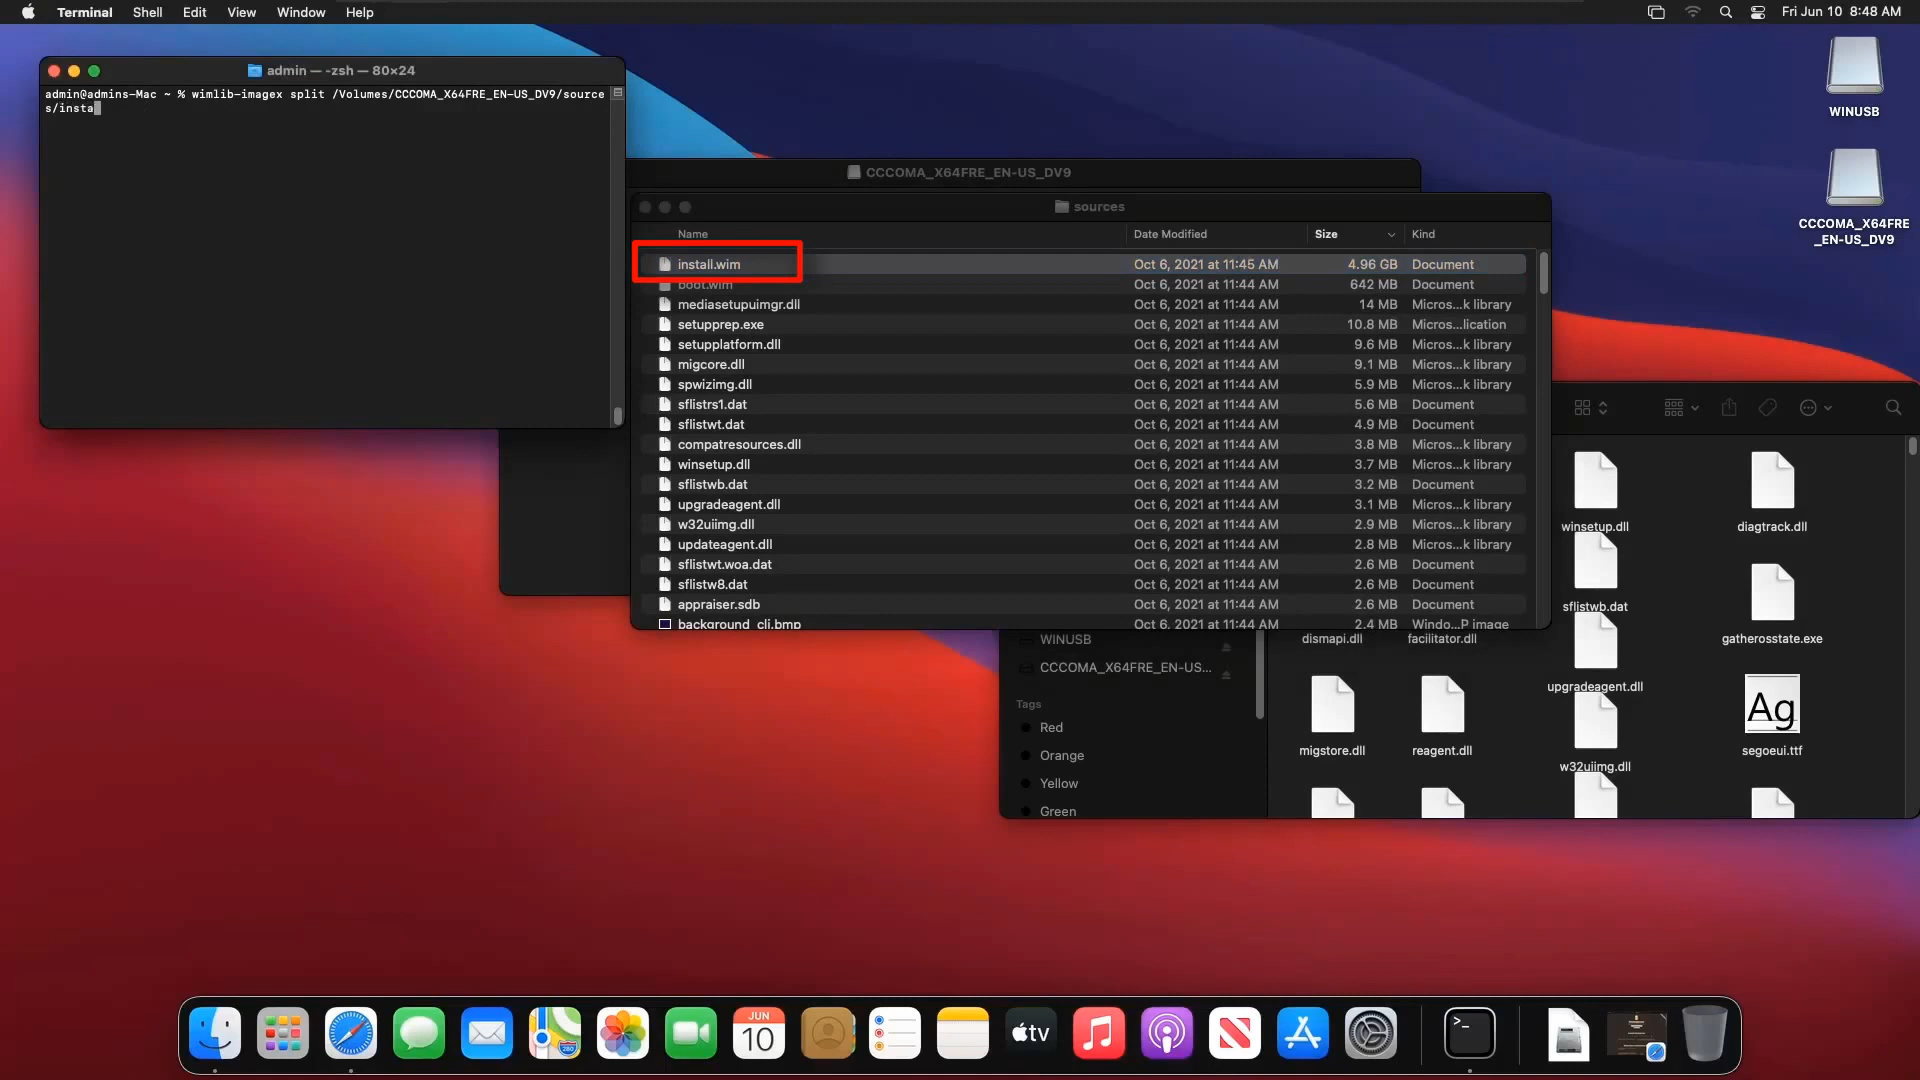 Terminal Shell Edit View Window Help
Fri Jun 10 8:48 AM
admin — -zsh — 80×24
admin@admins-Mac ~ % wimlib-imagex split /Volumes/CCCOMA_X64FRE_EN-US_DV9/source
s/insta
WINUSB
CCCOMA_X64FRE
_EN-US_DV9
CCCOMA_X64FRE_EN-US_DV9
sources
Name Date Modified Size Kind
install.wim Oct 6, 2021 at 11:45 AM 4.96 GB Document
boot.wim Oct 6, 2021 at 11:44 AM 642 MB Document
mediasetupuimgr.dll Oct 6, 2021 at 11:44 AM 14 MB Micros...k library
setupprep.exe Oct 6, 2021 at 11:44 AM 10.8 MB Micros...lication
setupplatform.dll Oct 6, 2021 at 11:44 AM 9.6 MB Micros...k library
migcore.dll Oct 6, 2021 at 11:44 AM 9.1 MB Micros...k library
spwizimg.dll Oct 6, 2021 at 11:44 AM 5.9 MB Micros...k library
sflistrs1.dat Oct 6, 2021 at 11:44 AM 5.6 MB Document
sflistwt.dat Oct 6, 2021 at 11:44 AM 4.9 MB Document
compatresources.dll Oct 6, 2021 at 11:44 AM 3.8 MB Micros...k library
winsetup.dll Oct 6, 2021 at 11:44 AM 3.7 MB Micros...k library
sflistwb.dat Oct 6, 2021 at 11:44 AM 3.2 MB Document
upgradeagent.dll Oct 6, 2021 at 11:44 AM 3.1 MB Micros...k library
w32uiimg.dll Oct 6, 2021 at 11:44 AM 2.9 MB Micros...k library
updateagent.dll Oct 6, 2021 at 11:44 AM 2.8 MB Micros...k library
sflistwt.woa.dat Oct 6, 2021 at 11:44 AM 2.6 MB Document
sflistw8.dat Oct 6, 2021 at 11:44 AM 2.6 MB Document
appraiser.sdb Oct 6, 2021 at 11:44 AM 2.6 MB Document
background_cli.bmp Oct 6, 2021 at 11:44 AM 2.4 MB Windo...P image
WINUSB
CCCOMA_X64FRE_EN-US...
Tags
Red
Orange
Yellow
Green
winsetup.dll diagtrack.dll
sflistwb.dat
dismapi.dll facilitator.dll gatherosstate.exe
upgradeagent.dll
Ag
migstore.dll reagent.dll segoeui.ttf
w32uiimg.dll
JUN
10
tv
280
>_